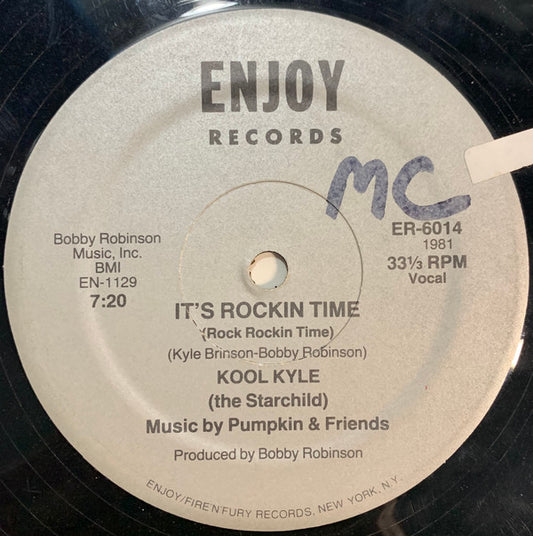 ENJOY
RECORDS
MC
Bobby Robinson
Music, Inc.
BMI
EN-1129
7:20
ER-6014
1981
33⅓ RPM
Vocal
IT'S ROCKIN TIME
(Rock Rockin Time)
(Kyle Brinson-Bobby Robinson)
KOOL KYLE
(the Starchild)
Music by Pumpkin & Friends
Produced by Bobby Robinson
ENJOY/FIRE'N'FURY RECORDS, NEW YORK, N.Y.